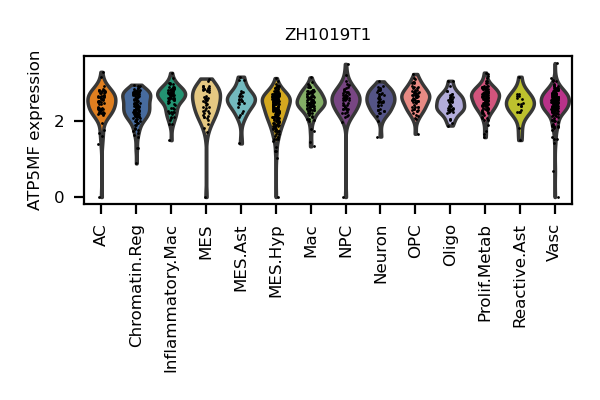 ZH1019T1
ATP5MF expression
2
0
AC
Chromatin.Reg
Inflammatory.Mac
MES
MES.Ast
MES.Hyp
Mac
NPC
Neuron
OPC
Oligo
Prolif.Metab
Reactive.Ast
Vasc